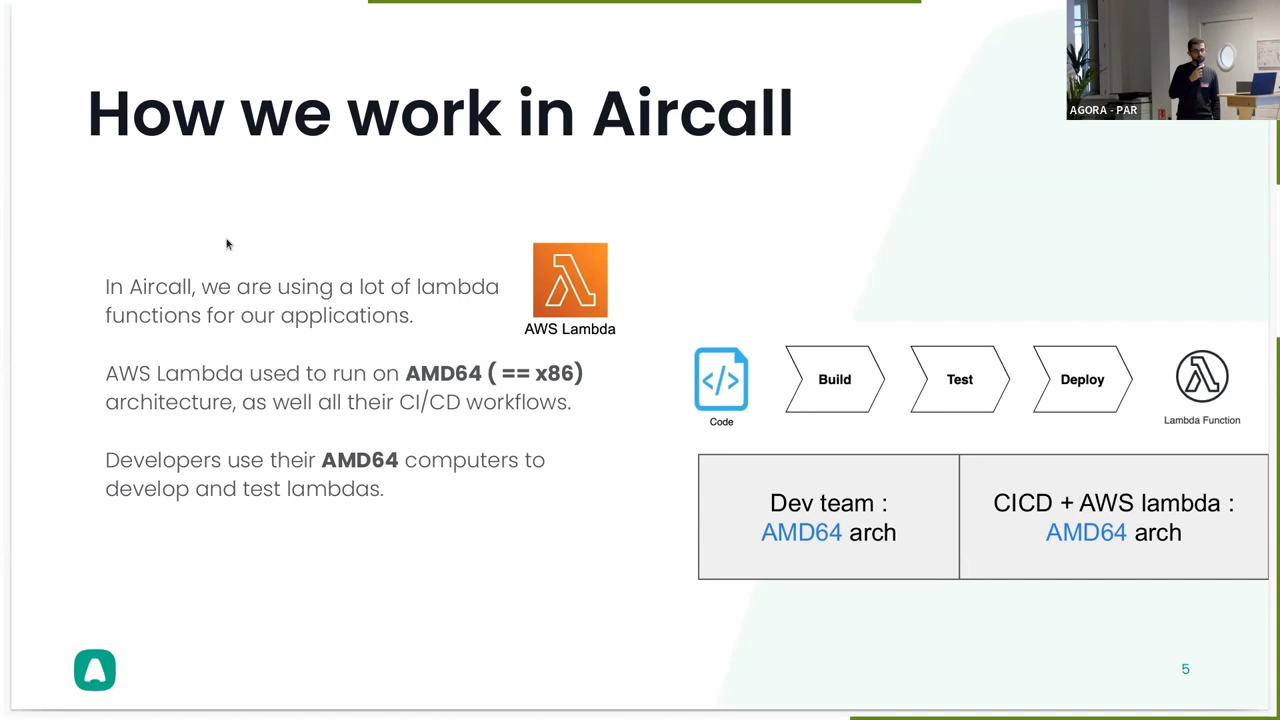 How we work in Aircall
AGORA - PAR
In Aircall, we are using a lot of lambda
functions for our applications.
AWS Lambda
AWS Lambda used to run on AMD64 ( == x86)
architecture, as well all their CI/CD workflows.
Developers use their AMD64 computers to
develop and test lambdas.
Code
Build
Test
Deploy
Lambda Function
Dev team :
AMD64 arch
CICD + AWS lambda :
AMD64 arch
5